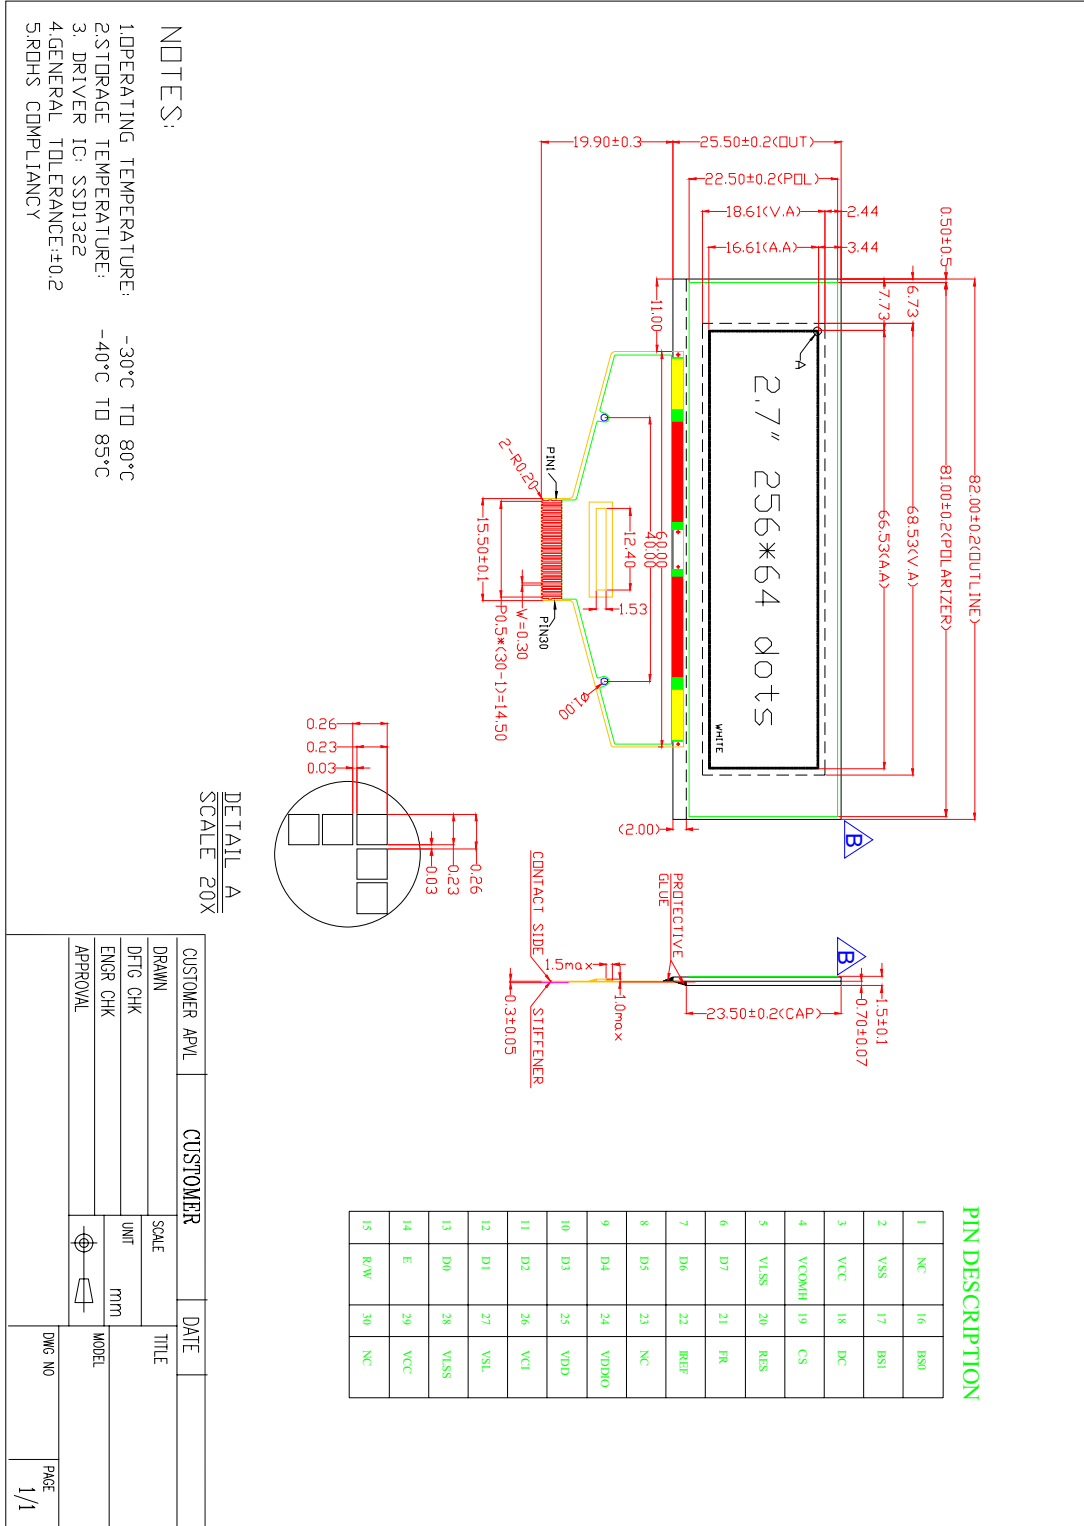 82.00±0.2(OUTLINE)
81.00±0.2(POLARIZER)
0.50±0.5
6.73
68.53(V.A)
7.73
66.53(A.A)
25.50±0.2(OUT)
22.50±0.2(POL)
18.61(V.A)
2.44
16.61(A.A)
3.44
19.90±0.3
A
2.7" 256*64 dots
WHITE
B
11.00
(2.00)
60.00
40.00
12.40
1.53
PIN1
PIN30
2-R0.20
ø1.00
W=0.30
P0.5*(30-1)=14.50
15.50±0.1
B
1.5±0.1
0.70±0.07
23.50±0.2(CAP)
PROTECTIVE
GLUE
1.0max
1.5max
CONTACT SIDE
STIFFENER
0.3±0.05
0.26
0.23
0.03
0.26
0.23
0.03
DETAIL A
SCALE 20X
PIN DESCRIPTION
1 NC 16 BS0
2 VSS 17 BS1
3 VCC 18 DC
4 VCOMH 19 CS
5 VLSS 20 RES
6 D7 21 FR
7 D6 22 IREF
8 D5 23 NC
9 D4 24 VDDIO
10 D3 25 VDD
11 D2 26 VCI
12 D1 27 VSL
13 D0 28 VLSS
14 E 29 VCC
15 R/W 30 NC
NOTES:
1.OPERATING TEMPERATURE: -30°C TO 80°C
2.STORAGE TEMPERATURE: -40°C TO 85°C
3. DRIVER IC: SSD1322
4.GENERAL TOLERANCE:±0.2
5.ROHS COMPLIANCY
CUSTOMER APVL CUSTOMER DATE
DRAWN
DFTG CHK
ENGR CHK
APPROVAL
SCALE
UNIT
mm
TITLE
MODEL
DWG NO
PAGE
1/1